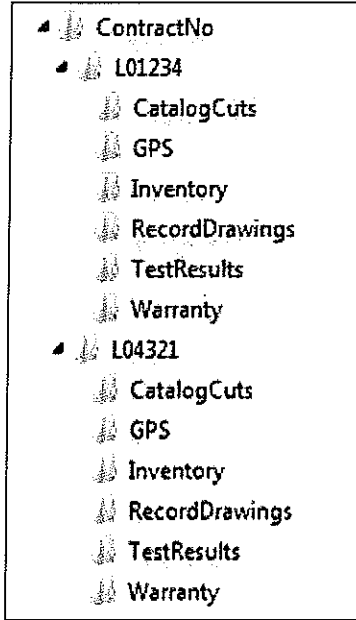 ContractNo
L01234
CatalogCuts
GPS
Inventory
RecordDrawings
TestResults
Warranty
L04321
CatalogCuts
GPS
Inventory
RecordDrawings
TestResults
Warranty